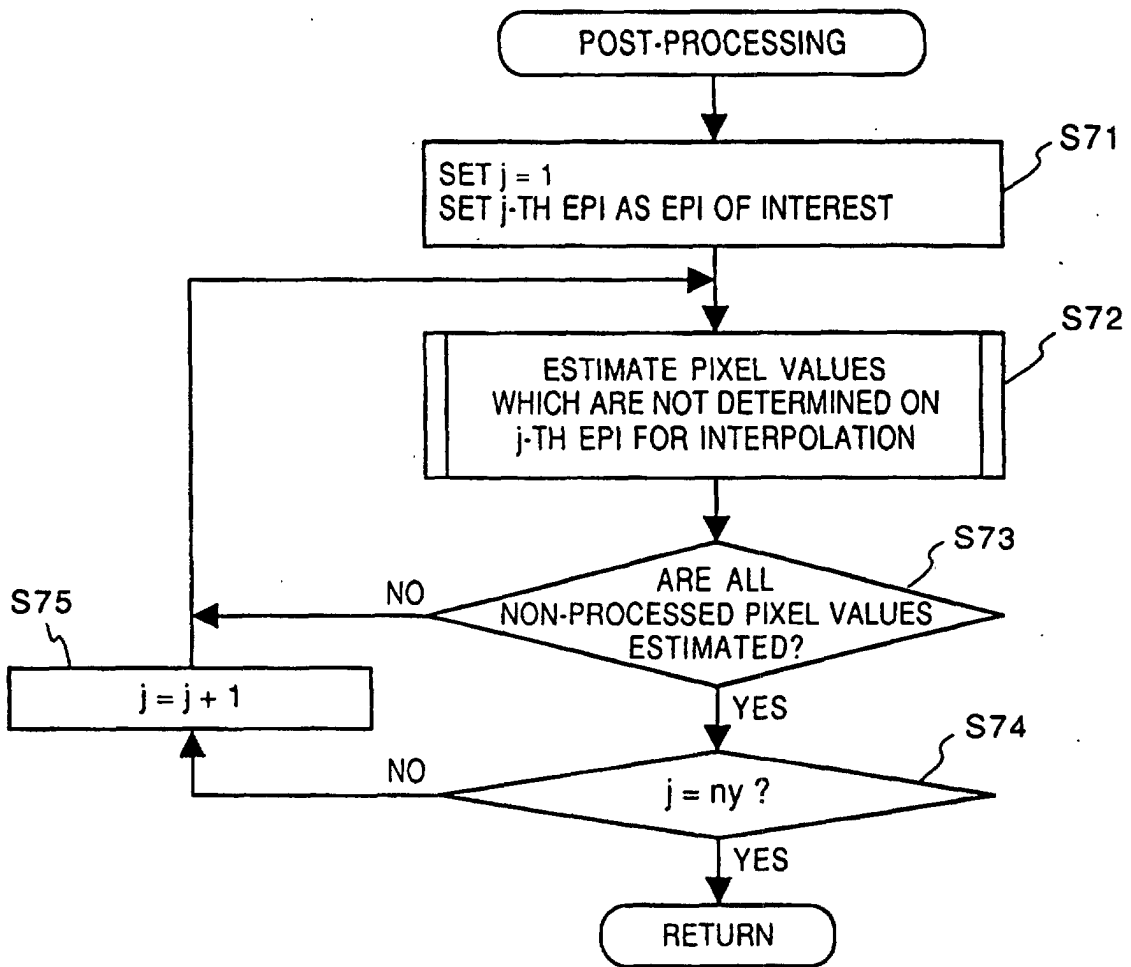 POST-PROCESSING
S71
SET j = 1
SET j-TH EPI AS EPI OF INTEREST
S72
ESTIMATE PIXEL VALUES
WHICH ARE NOT DETERMINED ON
j-TH EPI FOR INTERPOLATION
S73
ARE ALL
NON-PROCESSED PIXEL VALUES
ESTIMATED?
NO
YES
S75
j = j + 1
S74
j = ny ?
NO
YES
RETURN